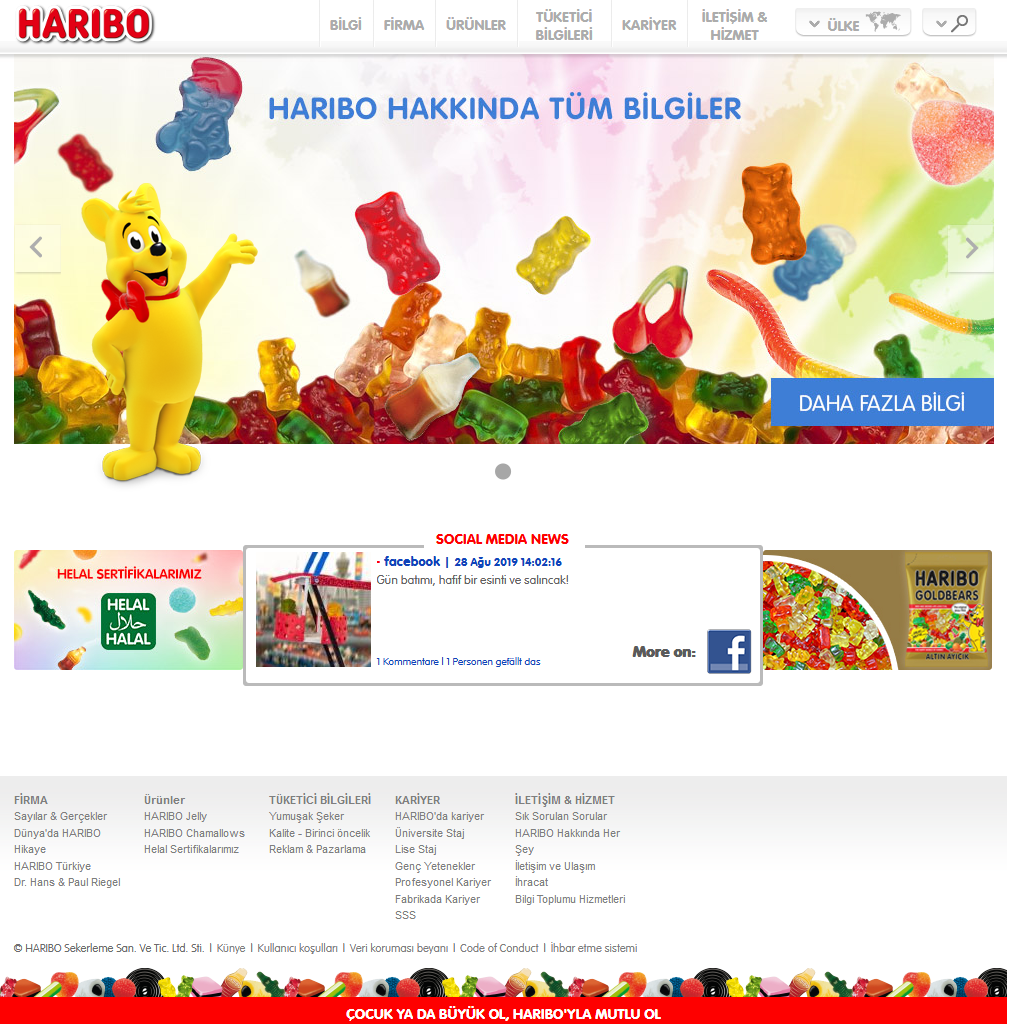 HARIBO
BİLGİ
FİRMA
ÜRÜNLER
TÜKETİCİ
BİLGİLERİ
KARİYER
İLETİŞİM &
HİZMET
ÜLKE
HARIBO HAKKINDA TÜM BİLGİLER
DAHA FAZLA BİLGİ
SOCIAL MEDIA NEWS
HELAL SERTİFİKALARIMIZ
HELAL
حلال
HALAL
- facebook | 28 Ağu 2019 14:02:16
Gün batımı, hafif bir esinti ve salıncak!
1 Kommentare | 1 Personen gefällt das
More on:
HARIBO
GOLDBEARS
ALTIN AYICIK
FİRMA
Sayılar & Gerçekler
Dünya'da HARIBO
Hikaye
HARIBO Türkiye
Dr. Hans & Paul Riegel
Ürünler
HARIBO Jelly
HARIBO Chamallows
Helal Sertifikalarımız
TÜKETİCİ BİLGİLERİ
Yumuşak Şeker
Kalite - Birinci öncelik
Reklam & Pazarlama
KARİYER
HARIBO'da kariyer
Üniversite Staj
Lise Staj
Genç Yetenekler
Profesyonel Kariyer
Fabrikada Kariyer
SSS
İLETİŞİM & HİZMET
Sık Sorulan Sorular
HARIBO Hakkında Her
Şey
İletişim ve Ulaşım
İhracat
Bilgi Toplumu Hizmetleri
© HARIBO Sekerleme San. Ve Tic. Ltd. Sti. | Künye | Kullanıcı koşulları | Veri koruması beyanı | Code of Conduct | İhbar etme sistemi
ÇOCUK YA DA BÜYÜK OL, HARIBO'YLA MUTLU OL